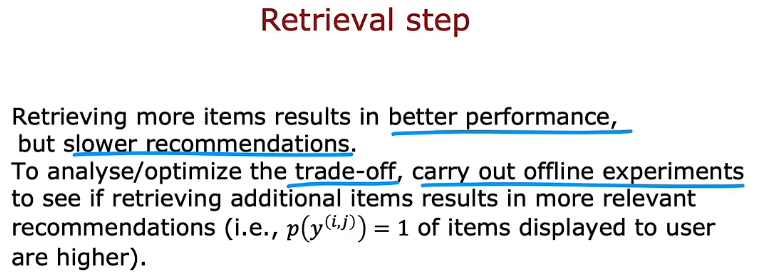 Retrieval step
Retrieving more items results in better performance,
but slower recommendations.
To analyse/optimize the trade-off, carry out offline experiments
to see if retrieving additional items results in more relevant
recommendations (i.e., p(y^(i,j)) = 1 of items displayed to user
are higher).